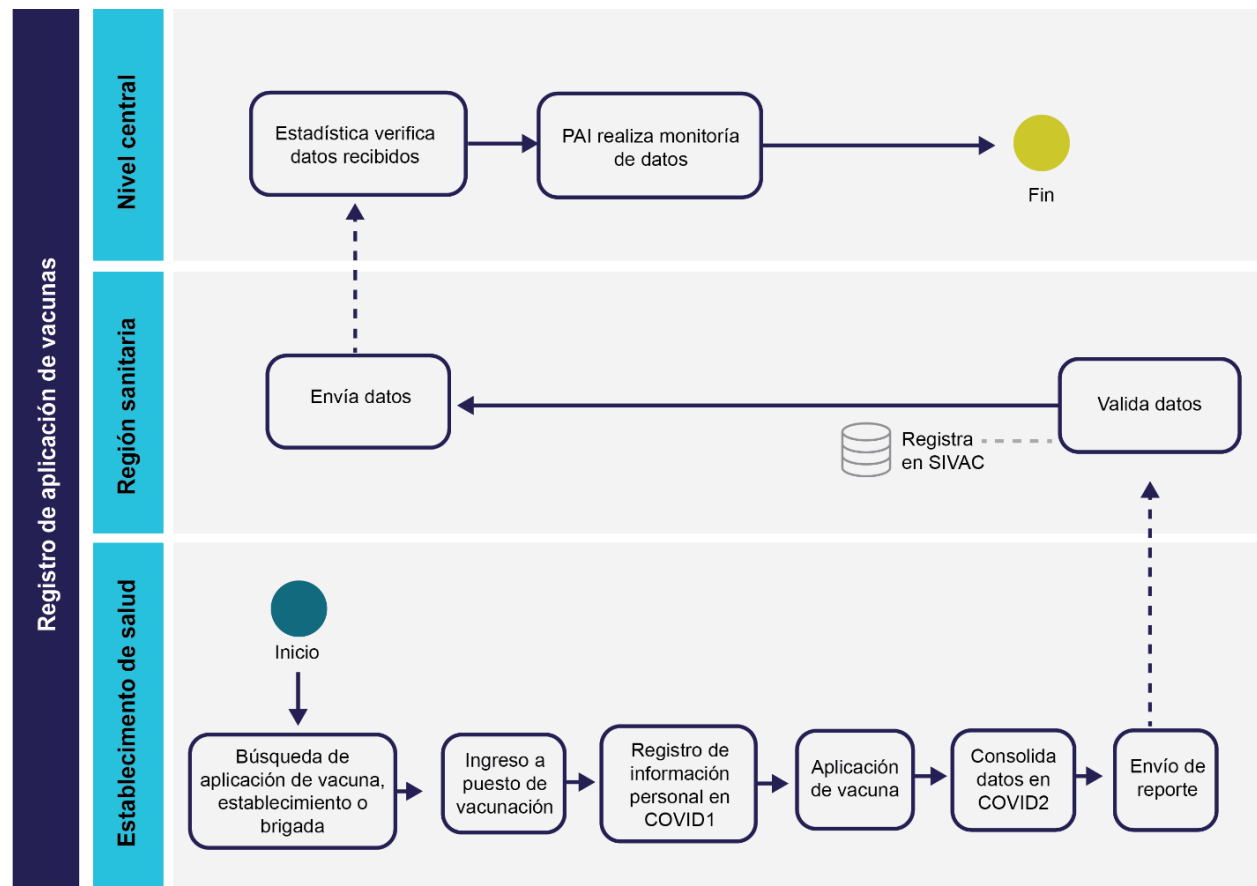 Registro de aplicación de vacunas
Nivel central
Estadística verifica
datos recibidos
PAI realiza monitoría
de datos
Fin
Región sanitaria
Envía datos
Registra
en SIVAC
Valida datos
Establecimento de salud
Inicio
Búsqueda de
aplicación de vacuna,
establecimiento o
brigada
Ingreso a
puesto de
vacunación
Registro de
información
personal en
COVID1
Aplicación
de vacuna
Consolida
datos en
COVID2
Envío de
reporte